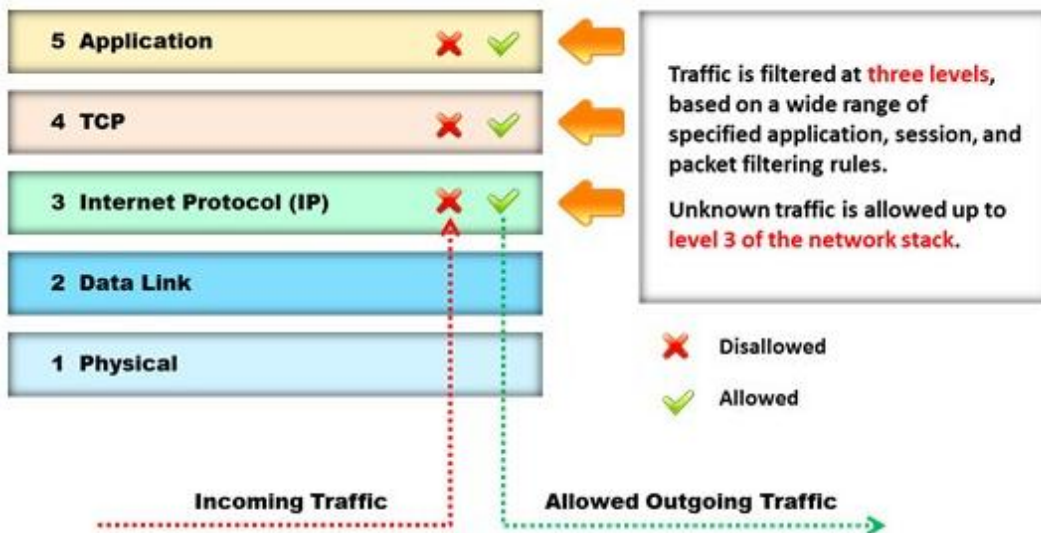 5 Application
4 TCP
3 Internet Protocol (IP)
2 Data Link
1 Physical
Traffic is filtered at three levels,
based on a wide range of
specified application, session, and
packet filtering rules.
Unknown traffic is allowed up to
level 3 of the network stack.
Disallowed
Allowed
Incoming Traffic
Allowed Outgoing Traffic